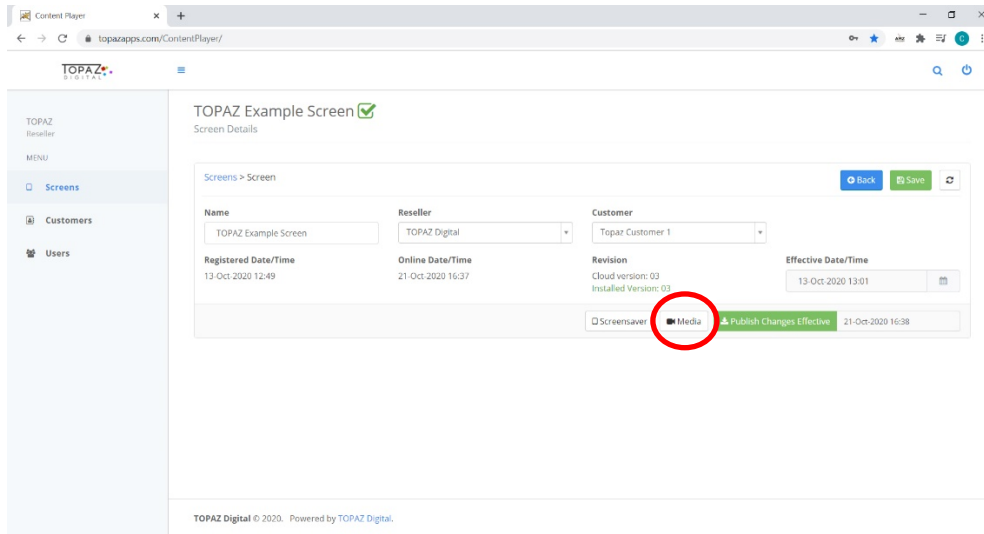 Content Player
topazapps.com/ContentPlayer/
C
TOPAZ
DIGITAL
TOPAZ
Reseller
MENU
Screens
Customers
Users
TOPAZ Example Screen
Screen Details
Screens > Screen
Back Save
Name Reseller Customer
TOPAZ Example Screen TOPAZ Digital Topaz Customer 1
Registered Date/Time Online Date/Time Revision Effective Date/Time
13-Oct-2020 12:49 21-Oct-2020 16:37 Cloud version: 03 13-Oct-2020 13:01
Installed Version: 03
Screensaver Media Publish Changes Effective 21-Oct-2020 16:38
TOPAZ Digital © 2020. Powered by TOPAZ Digital.